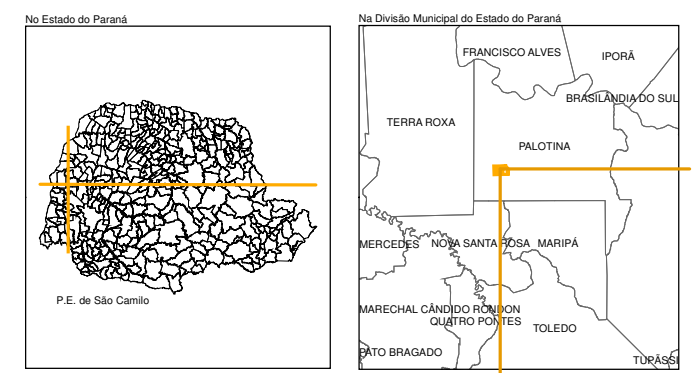 No Estado do Paraná
P.E. de São Camilo
Na Divisão Municipal do Estado do Paraná
FRANCISCO ALVES
IPORÃ
BRASILÂNDIA DO SUL
TERRA ROXA
PALOTINA
MERCEDES
NOVA SANTA ROSA
MARIPÁ
MARECHAL CÂNDIDO RONDON
QUATRO PONTES
TOLEDO
PATO BRAGADO
TUPÃSSI